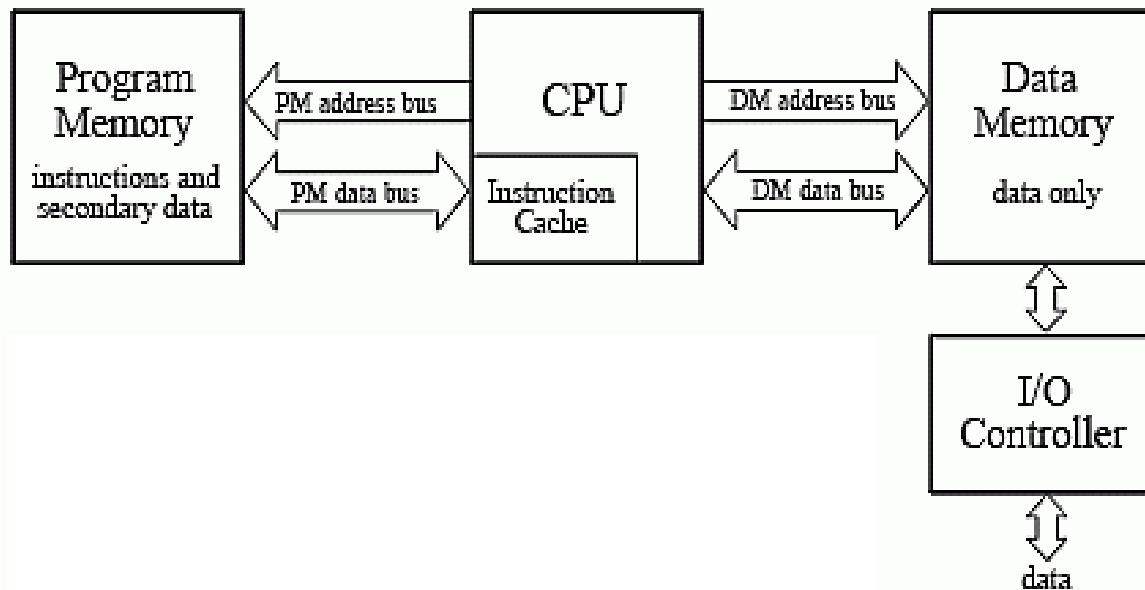 Program
Memory
instructions and
secondary data
PM address bus
PM data bus
CPU
Instruction
Cache
DM address bus
DM data bus
Data
Memory
data only
I/O
Controller
data